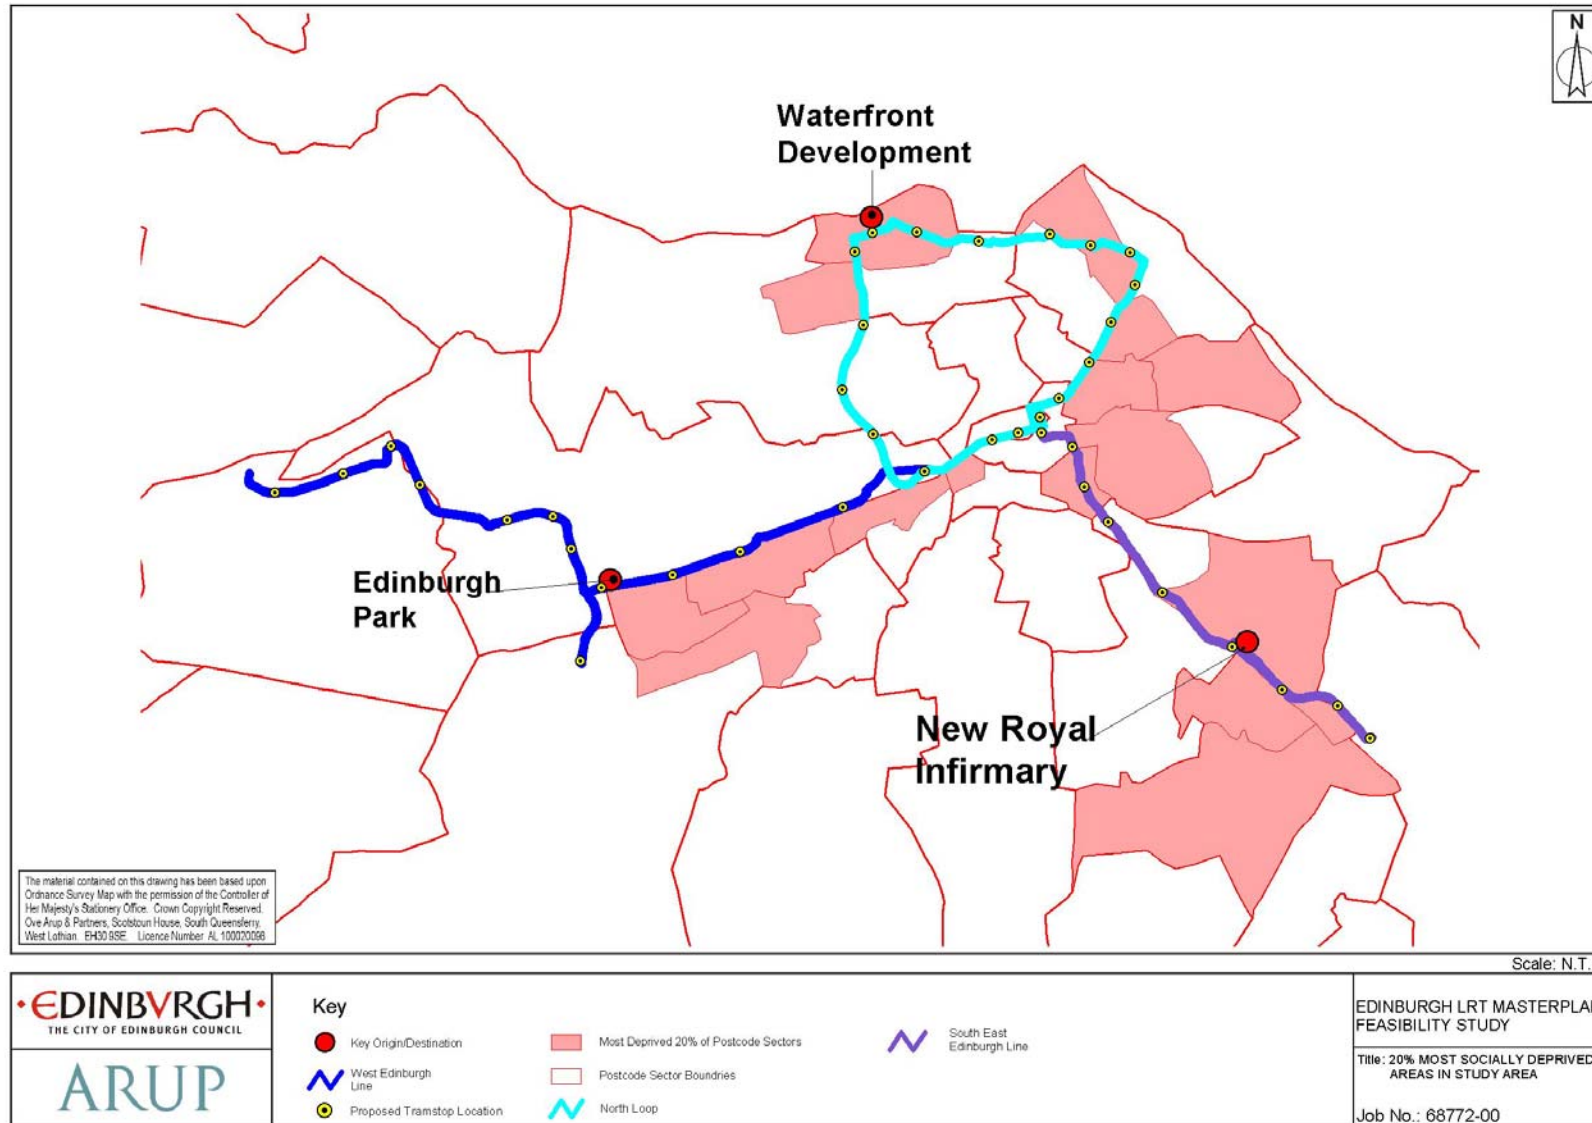 N
Waterfront
Development
Edinburgh
Park
New Royal
Infirmary
The material contained on this drawing has been based upon
Ordnance Survey Map with the permission of the Controller of
Her Majesty's Stationery Office. Crown Copyright Reserved.
Ove Arup & Partners, Scotstoun House, South Queensferry,
West Lothian. EH30 9SE. Licence Number AL 100020098
Scale: N.T.
EDINBVRGH
THE CITY OF EDINBURGH COUNCIL
ARUP
Key
Key Origin/Destination
West Edinburgh
Line
Proposed Tramstop Location
Most Deprived 20% of Postcode Sectors
Postcode Sector Boundries
North Loop
South East
Edinburgh Line
EDINBURGH LRT MASTERPLAN
FEASIBILITY STUDY
Title: 20% MOST SOCIALLY DEPRIVED
AREAS IN STUDY AREA
Job No.: 68772-00